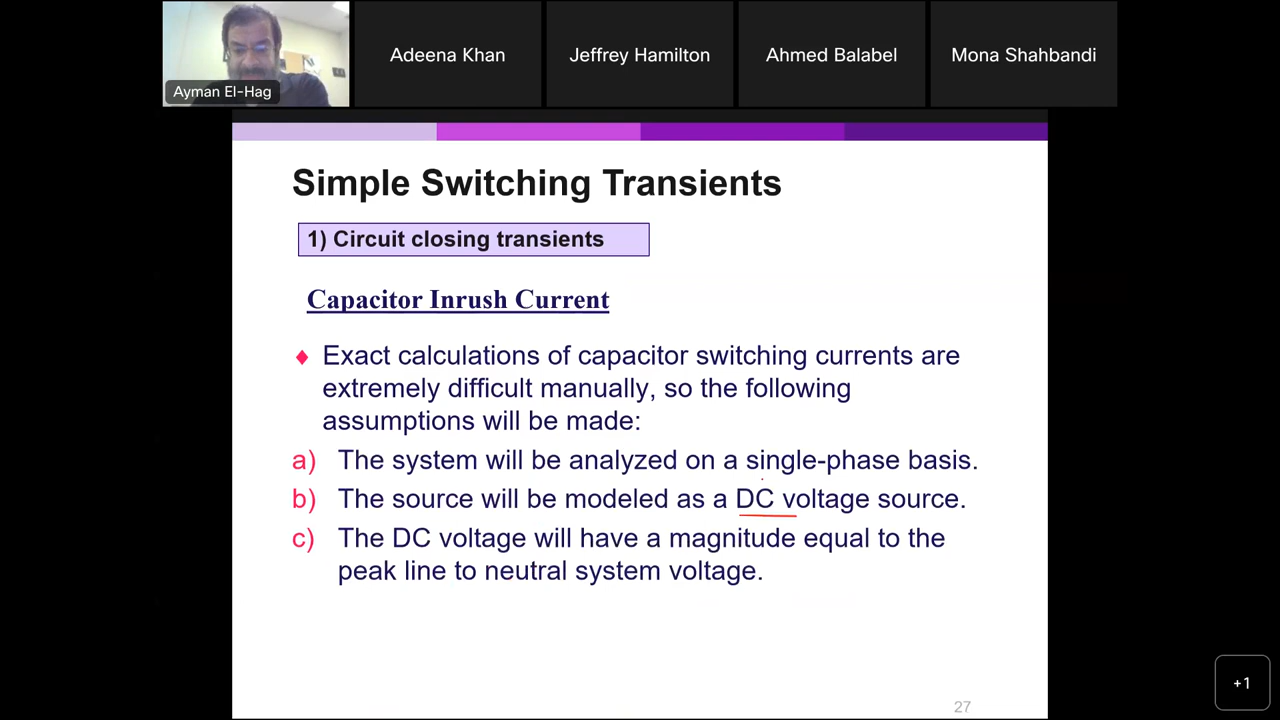 Adeena Khan
Jeffrey Hamilton
Ahmed Balabel
Mona Shahbandi
Ayman El-Hag
Simple Switching Transients
1) Circuit closing transients
Capacitor Inrush Current
♦ Exact calculations of capacitor switching currents are
extremely difficult manually, so the following
assumptions will be made:
a) The system will be analyzed on a single-phase basis.
b) The source will be modeled as a DC voltage source.
c) The DC voltage will have a magnitude equal to the
peak line to neutral system voltage.
+1
27